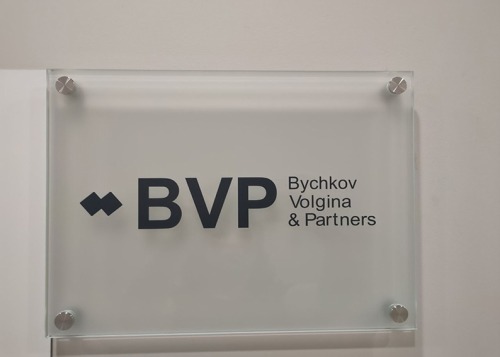 BVP
Bychkov
Volgina
& Partners